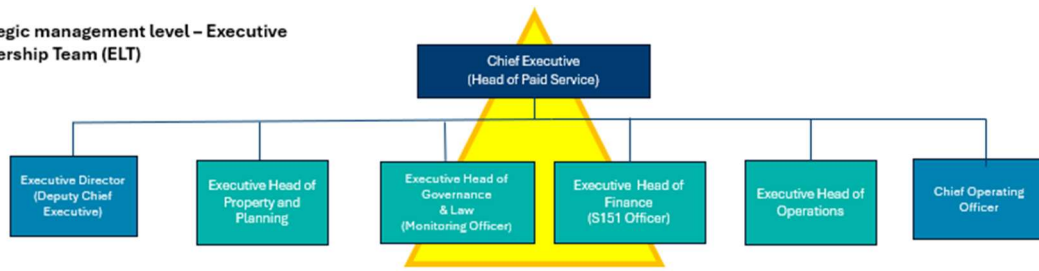 egic management level – Executive
ership Team (ELT)
Chief Executive
(Head of Paid Service)
Executive Director
(Deputy Chief
Executive)
Executive Head of
Property and
Planning
Executive Head of
Governance
& Law
(Monitoring Officer)
Executive Head of
Finance
(S151 Officer)
Executive Head of
Operations
Chief Operating
Officer